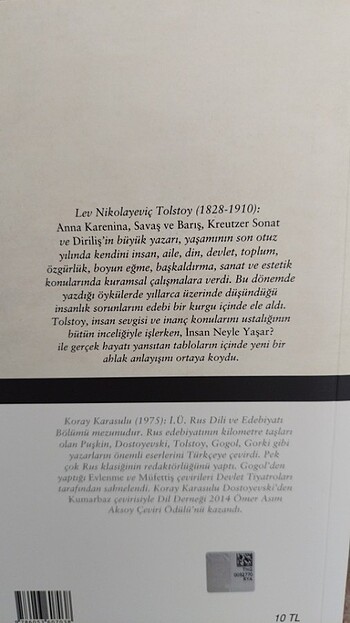 Lev Nikolayeviç Tolstoy (1828-1910):
Anna Karenina, Savaş ve Barış, Kreutzer Sonat
ve Diriliş'in büyük yazarı, yaşamının son otuz
yılında kendini insan, aile, din, devlet, toplum,
özgürlük, boyun eğme, başkaldırma, sanat ve estetik
konularında kuramsal çalışmalara verdi. Bu dönemde
yazdığı öykülerde yıllarca üzerinde düşündüğü
insanlık sorunlarını edebi bir kurgu içinde ele aldı.
Tolstoy, insan sevgisi ve inanç konularını ustalığının
bütün inceliğiyle işlerken, İnsan Neyle Yaşar?
ile gerçek hayatı yansıtan tabloların içinde yeni bir
ahlak anlayışını ortaya koydu.
Koray Karasulu (1975): İ.Ü. Rus Dili ve Edebiyatı
Bölümü mezunudur. Rus edebiyatının kilometre taşları
olan Puşkin, Dostoyevski, Tolstoy, Gogol, Gorki gibi
yazarların önemli eserlerini Türkçeye çevirdi. Pek
çok Rus klasiğinin redaktörlüğünü yaptı. Gogol'den
yaptığı Evlenme ve Müfettiş çevirileri Devlet Tiyatroları
tarafından sahnelendi. Koray Karasulu Dostoyevski'den
Kumarbaz çevirisiyle Dil Derneği 2014 Ömer Asım
Aksoy Çeviri Ödülü'nü kazandı.
10 TL